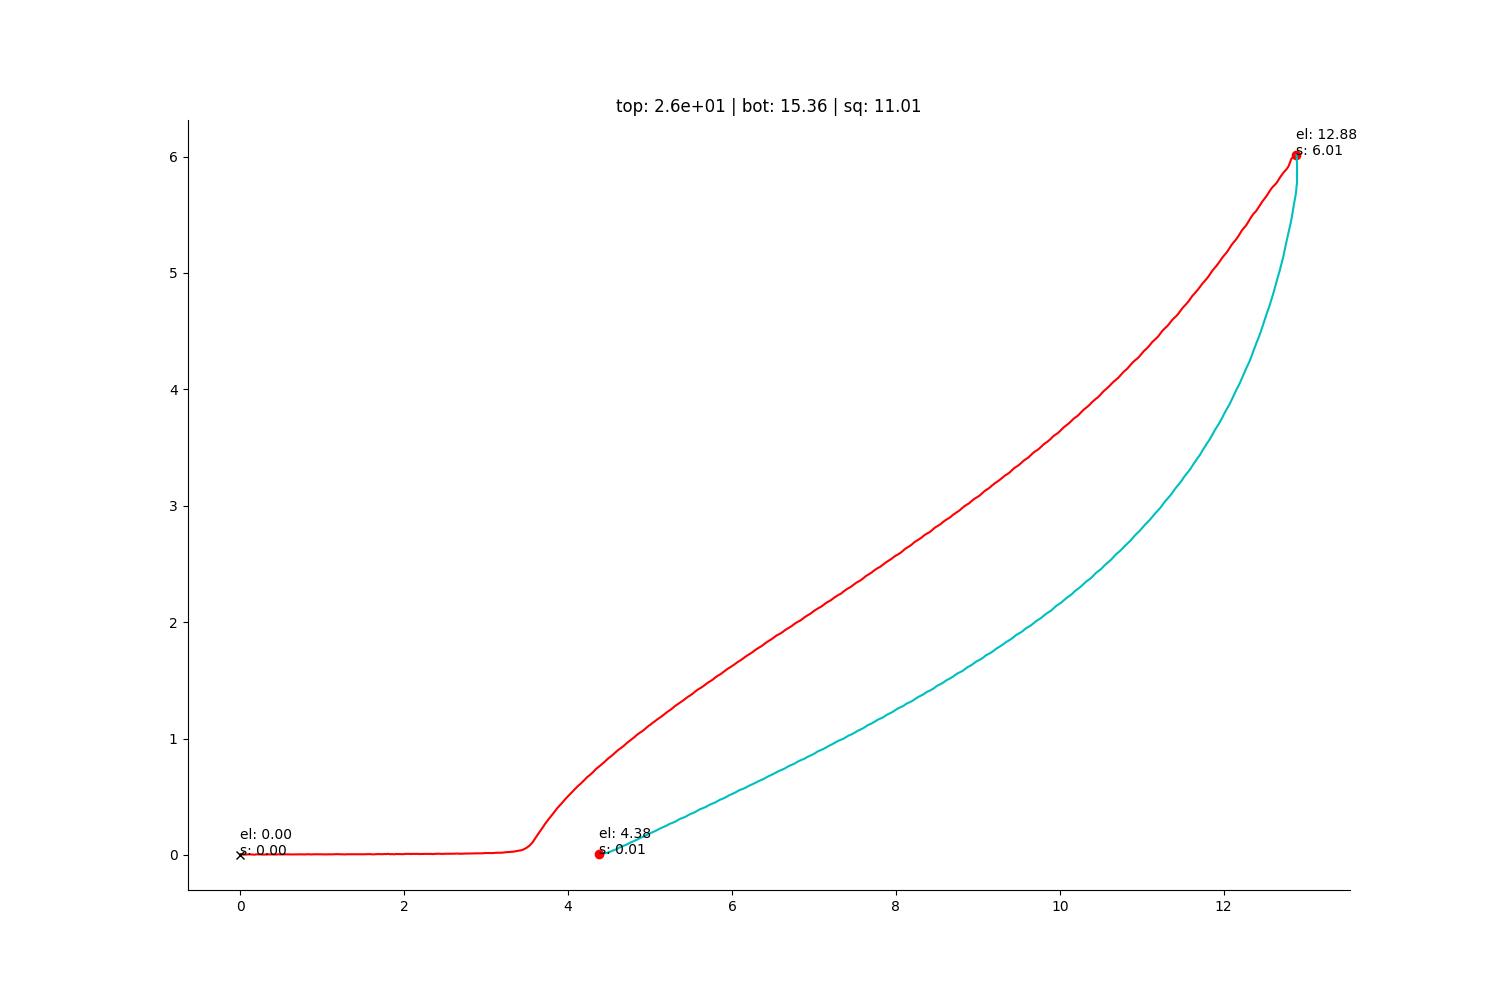 top: 2.6e+01 | bot: 15.36 | sq: 11.01
el: 12.88
s: 6.01
6
5
4
3
2
1
0
el: 0.00
s: 0.00
el: 4.38
s: 0.01
0 2 4 6 8 10 12